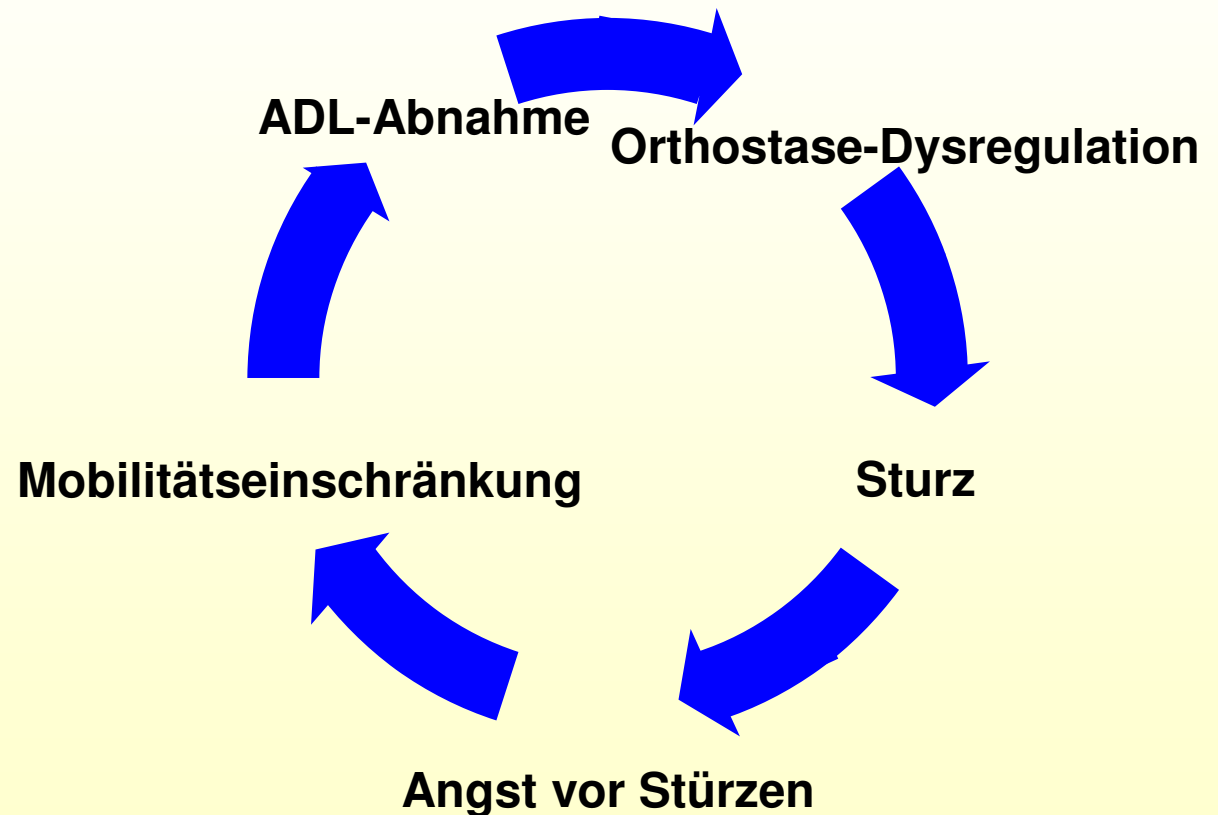 ADL-Abnahme
Orthostase-Dysregulation
Mobilitätseinschränkung
Sturz
Angst vor Stürzen